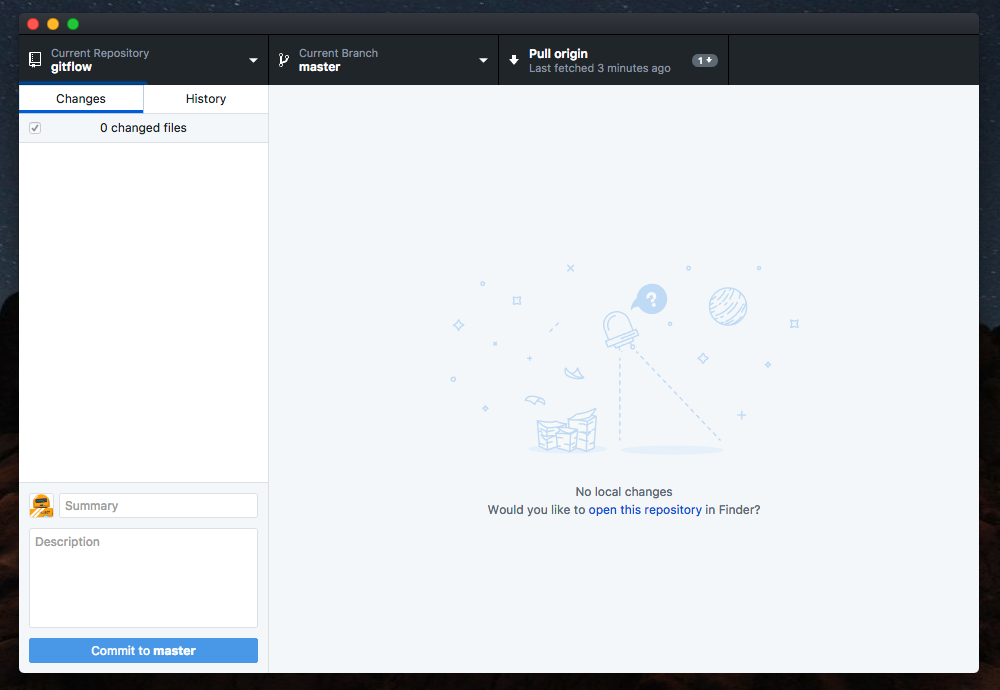 Current Repository
gitflow
Current Branch
master
Pull origin
Last fetched 3 minutes ago
1
Changes
History
0 changed files
?
No local changes
Would you like to open this repository in Finder?
Summary
Description
Commit to master